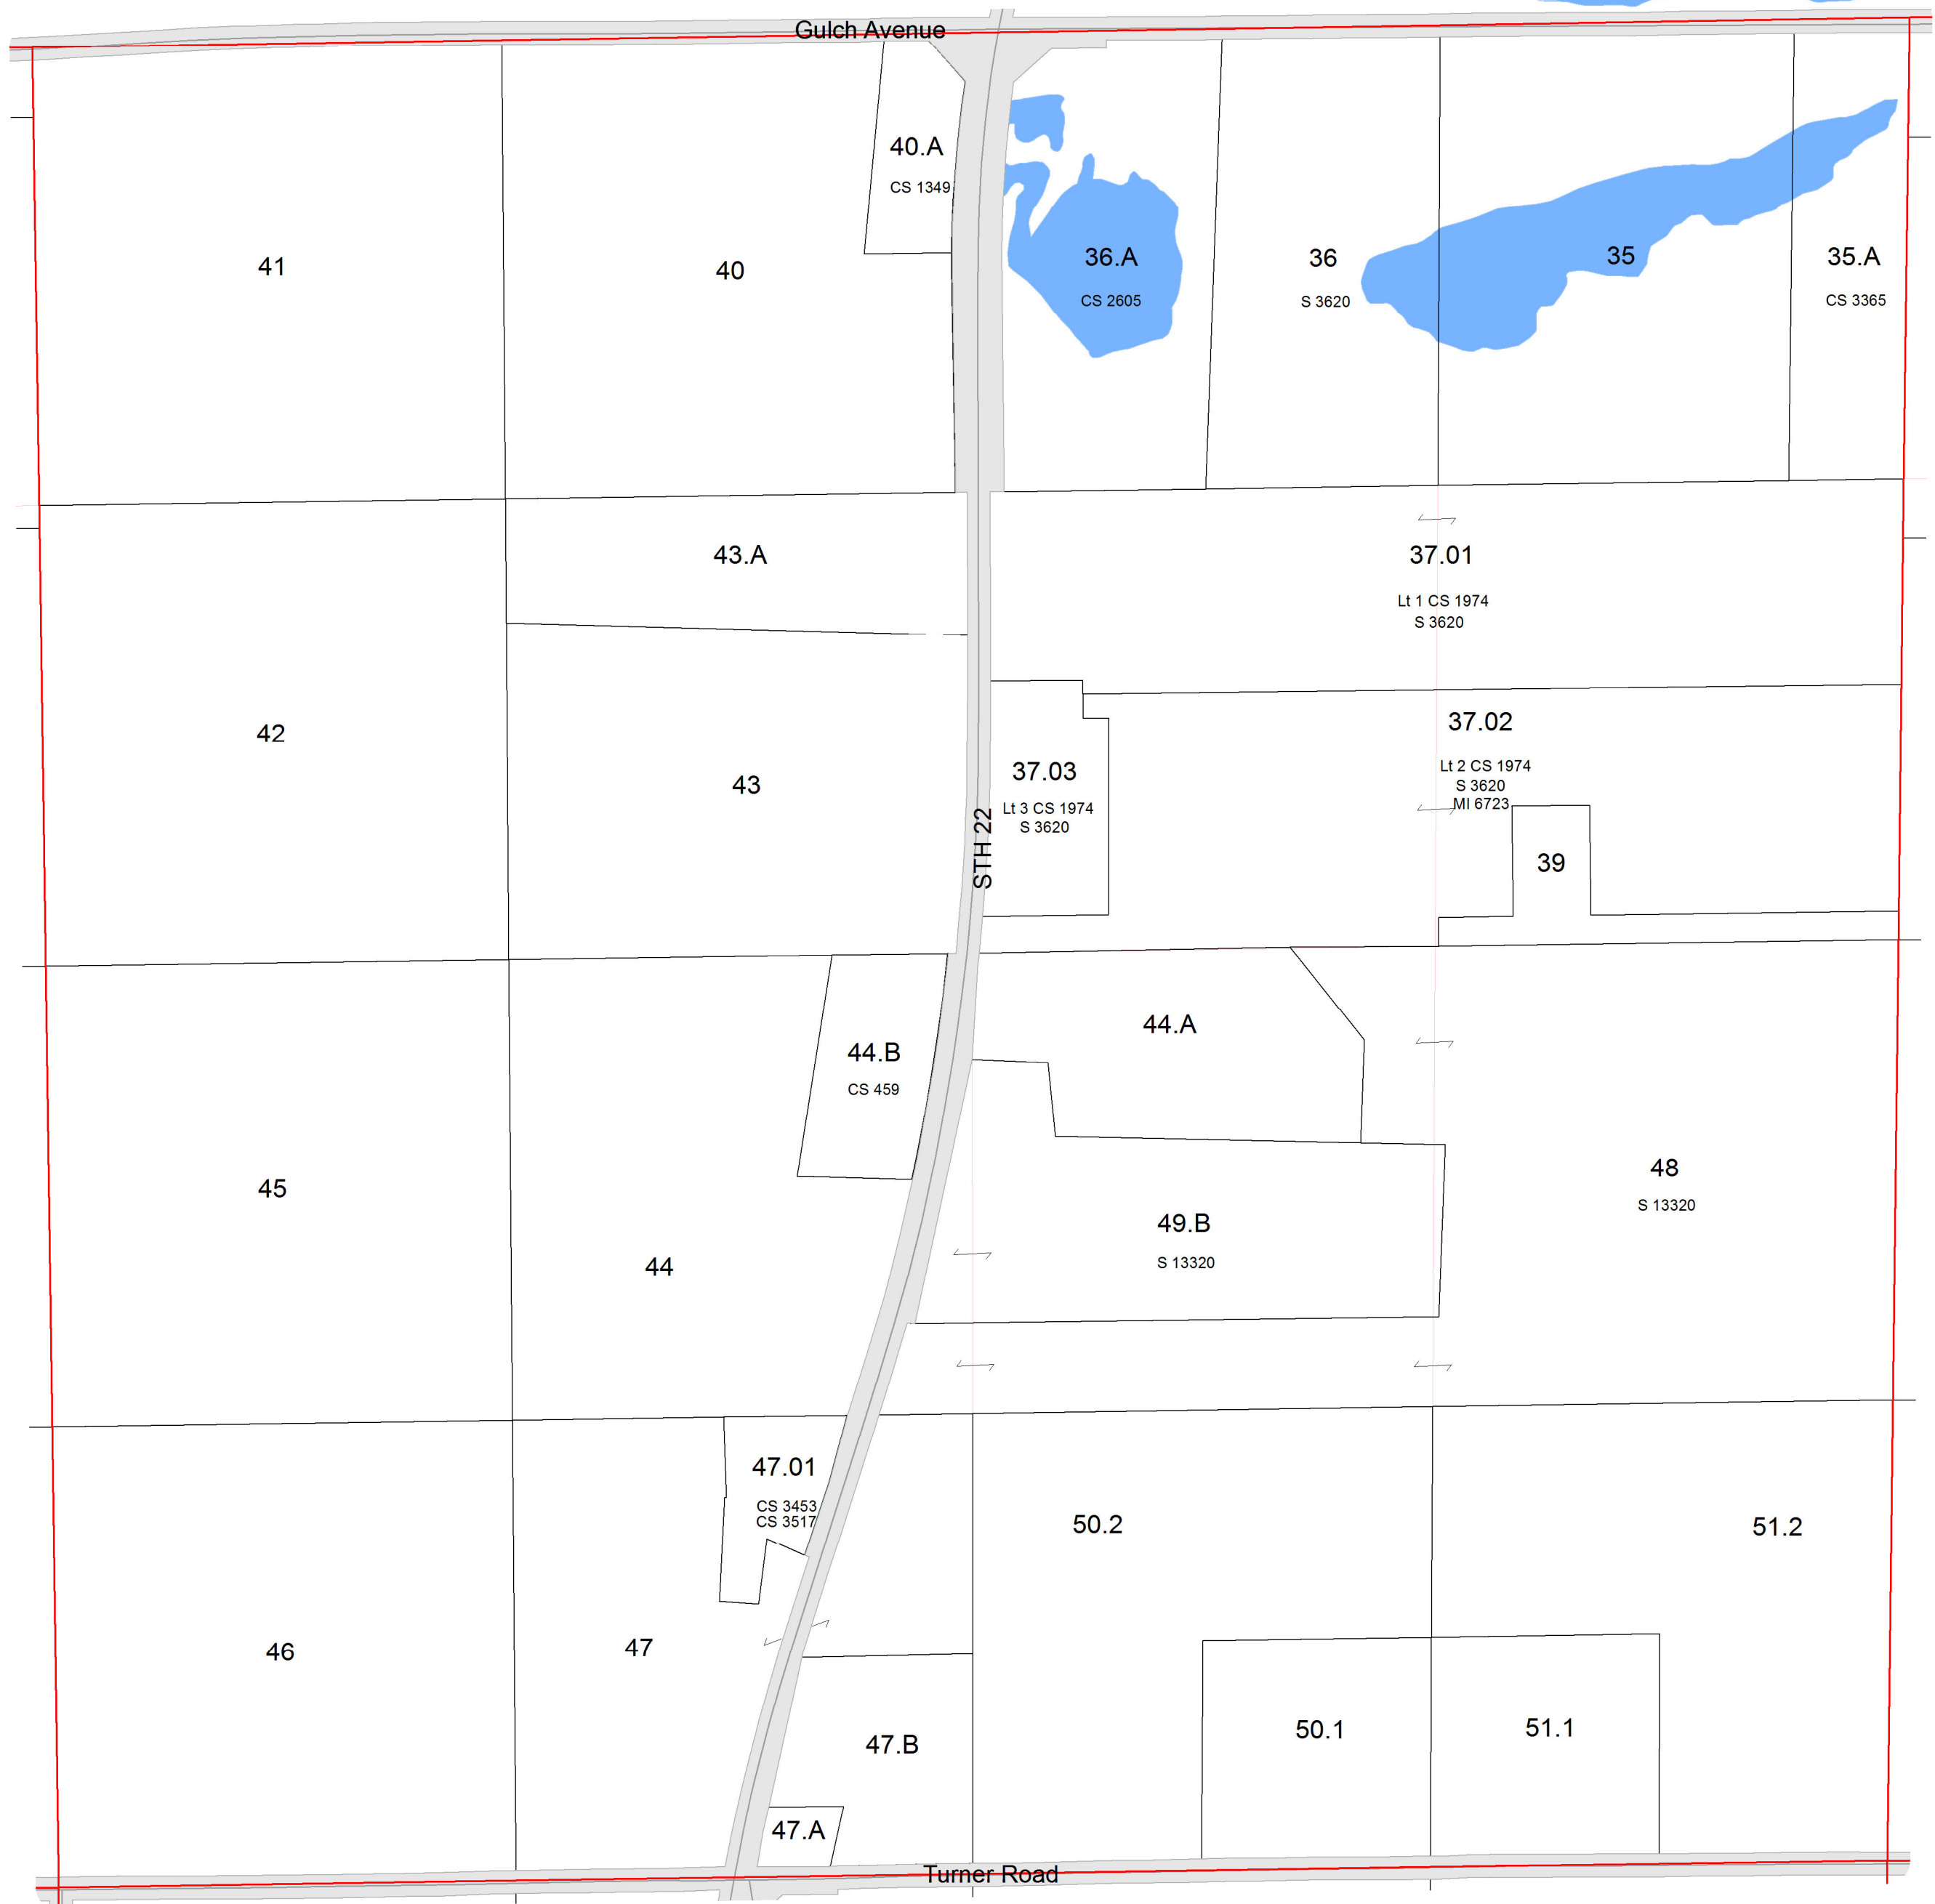 Gulch Avenue
40.A
CS 1349
41
40
36.A
CS 2605
36
S 3620
35
35.A
CS 3365
43.A
37.01
Lt 1 CS 1974
S 3620
42
43
STH 22
37.03
Lt 3 CS 1974
S 3620
37.02
Lt 2 CS 1974
S 3620
MI 6723
39
44.B
CS 459
44.A
45
44
49.B
S 13320
48
S 13320
47.01
CS 3453
CS 3517
50.2
51.2
46
47
47.B
50.1
51.1
47.A
Turner Road